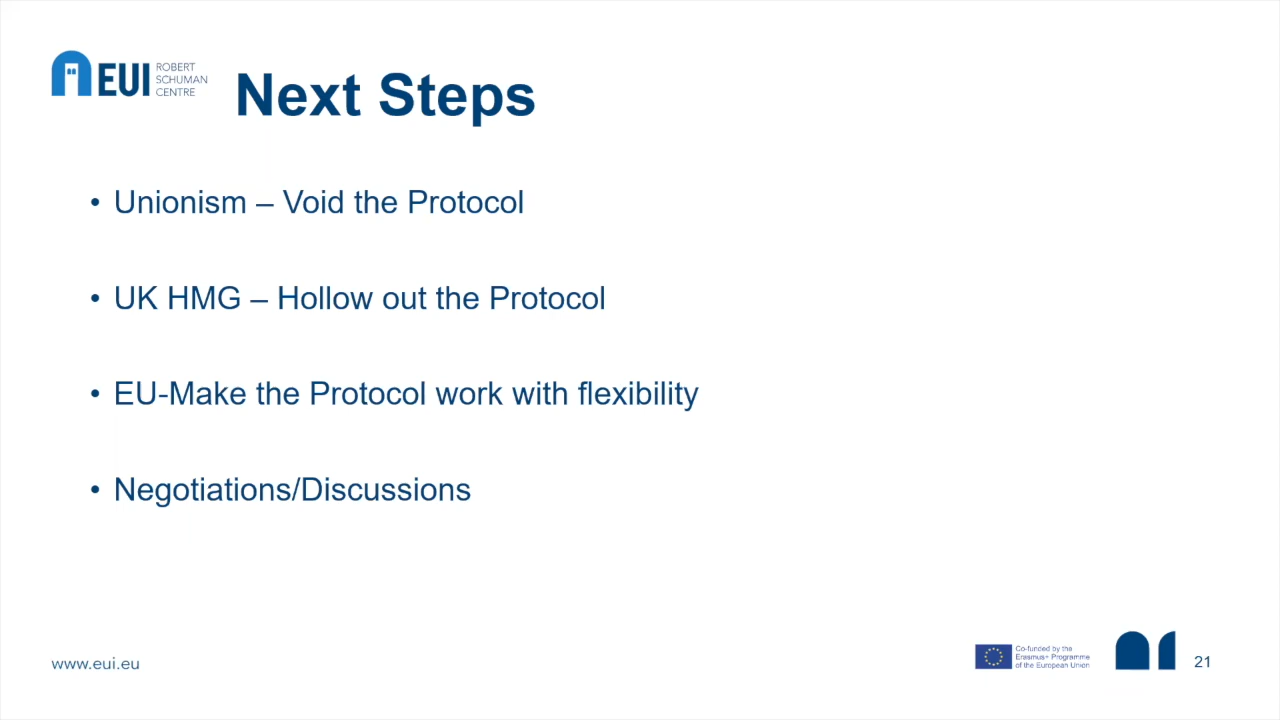 EUI ROBERT
SCHUMAN
CENTRE
Next Steps
• Unionism – Void the Protocol
• UK HMG – Hollow out the Protocol
• EU-Make the Protocol work with flexibility
• Negotiations/Discussions
www.eui.eu
Co-funded by the
Erasmus+ Programme
of the European Union
21